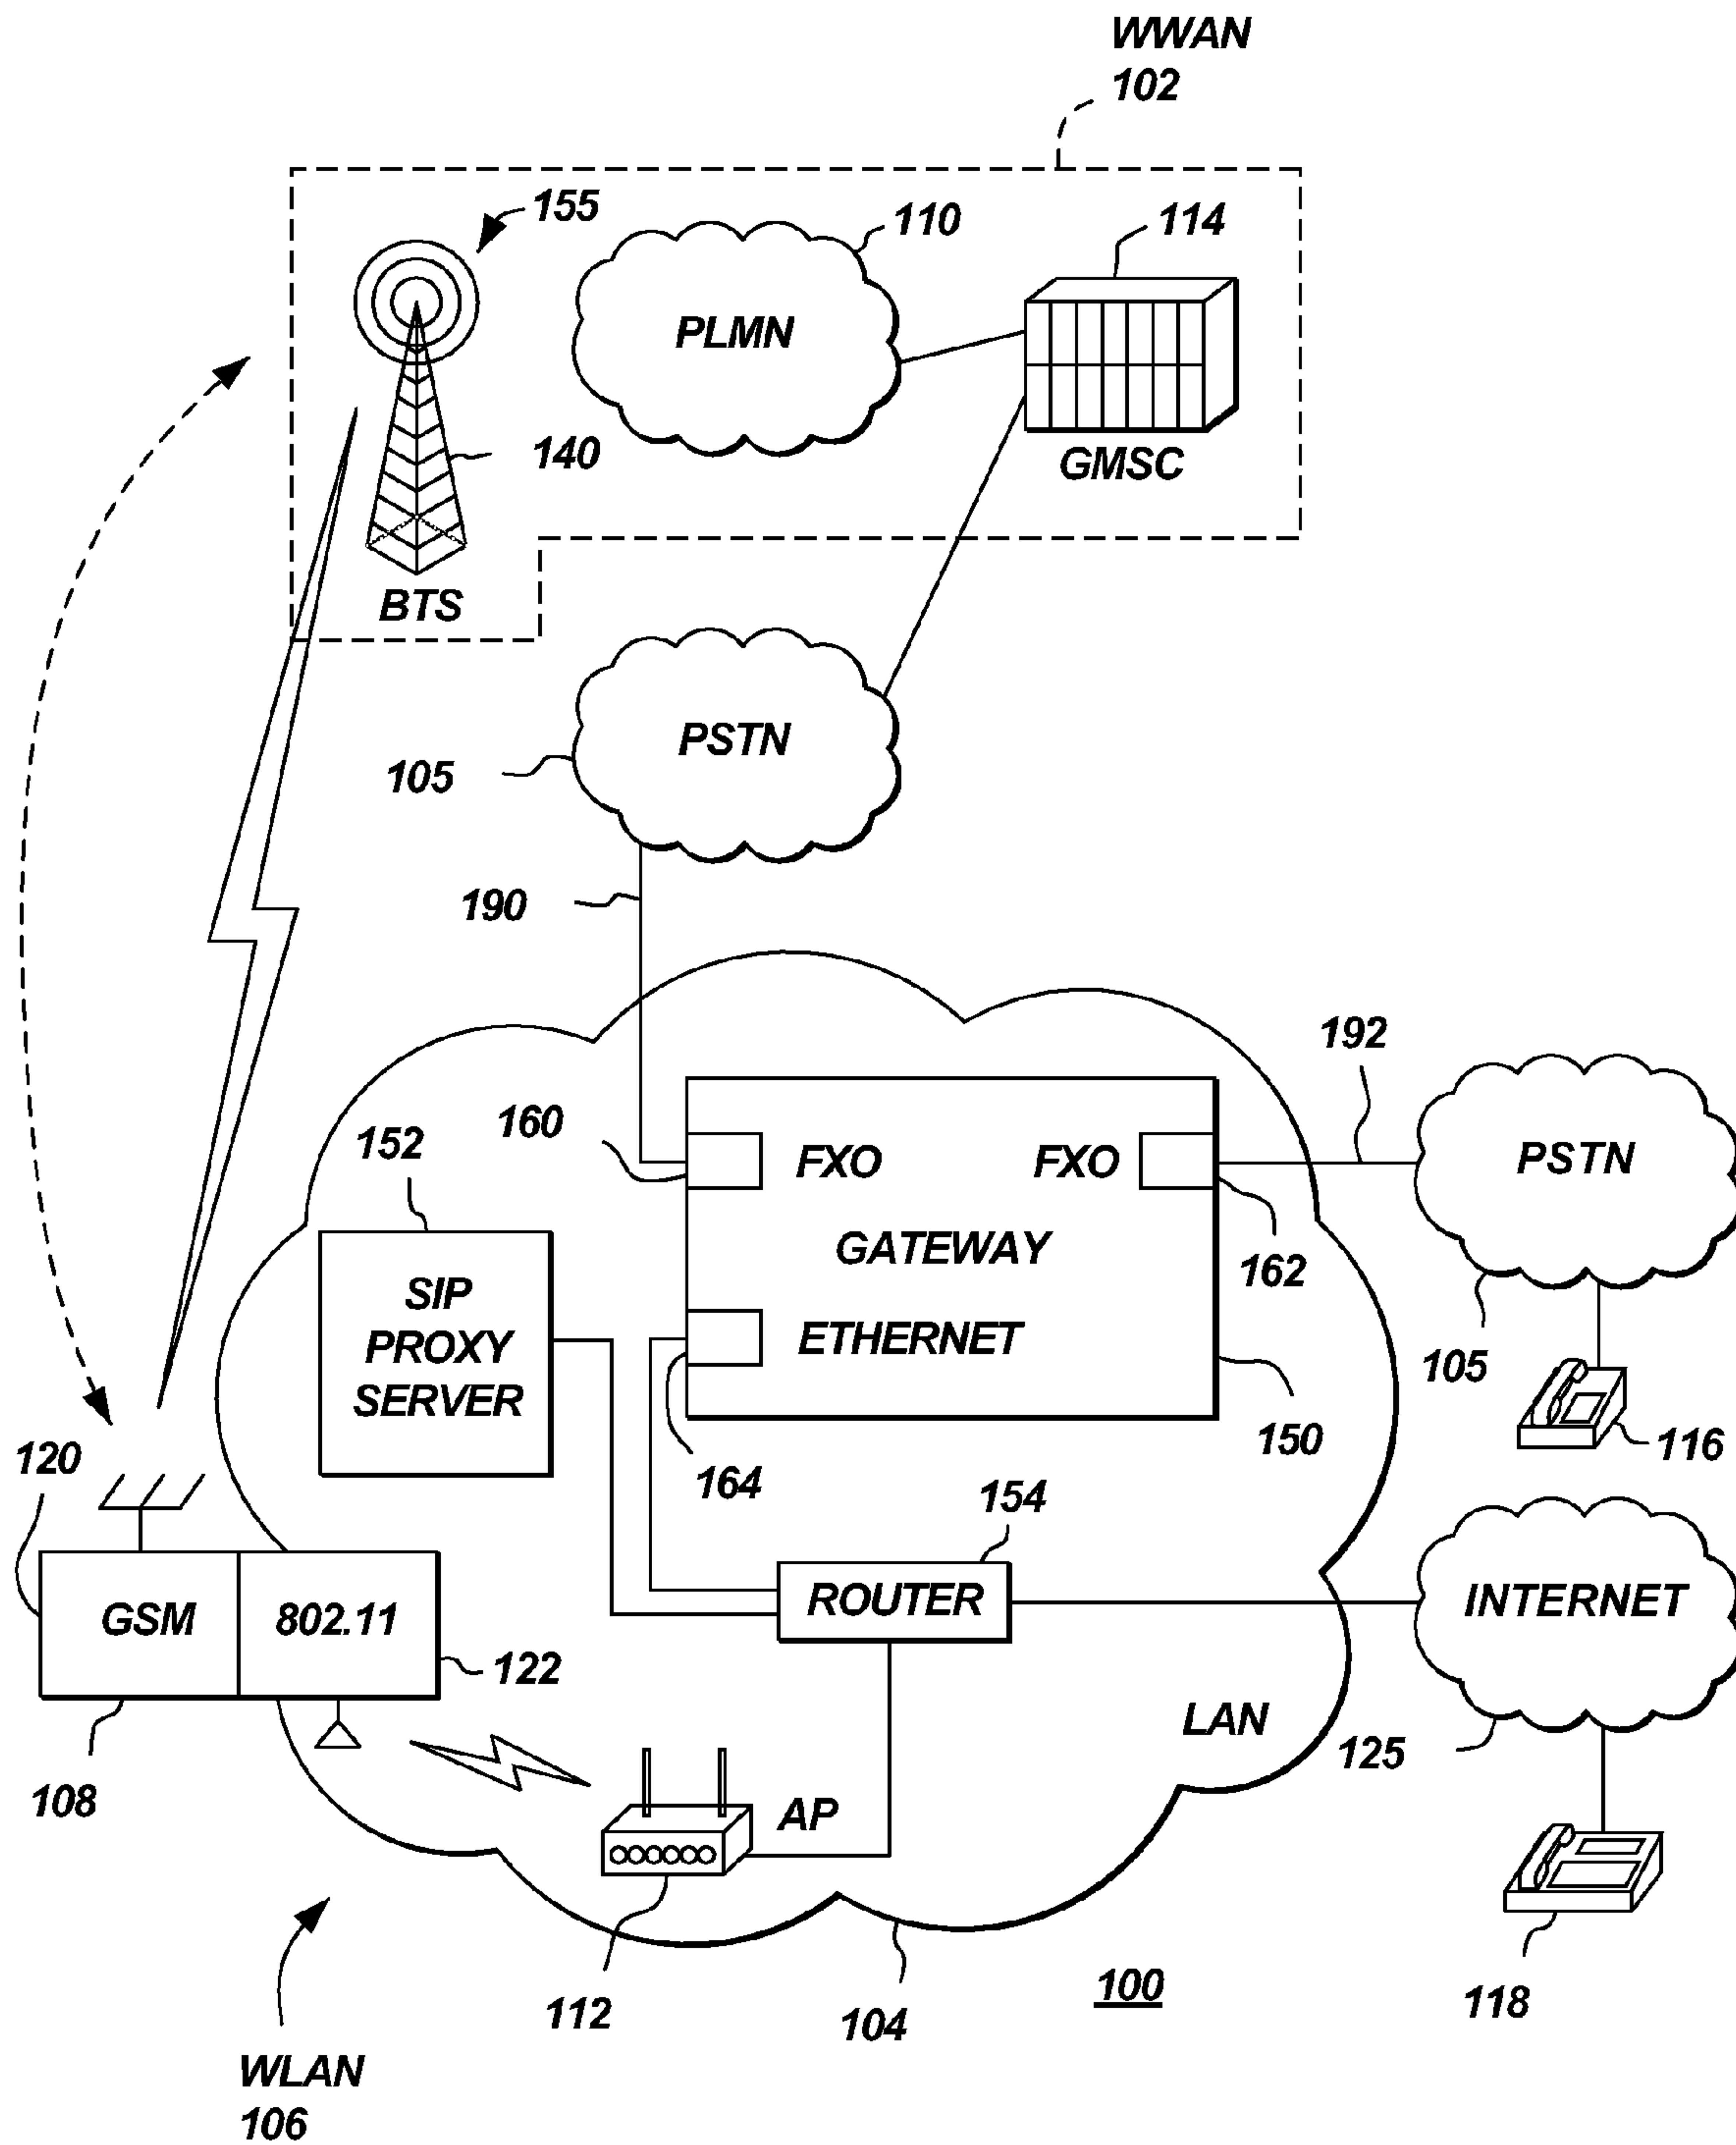 WWAN
102
155
110
114
PLMN
140
GMSC
BTS
PSTN
105
190
192
160
152
FXO
FXO
PSTN
GATEWAY
162
SIP
PROXY
SERVER
ETHERNET
105
150
116
120
164
154
GSM
802.11
ROUTER
INTERNET
122
LAN
125
108
AP
100
118
112
104
WLAN
106